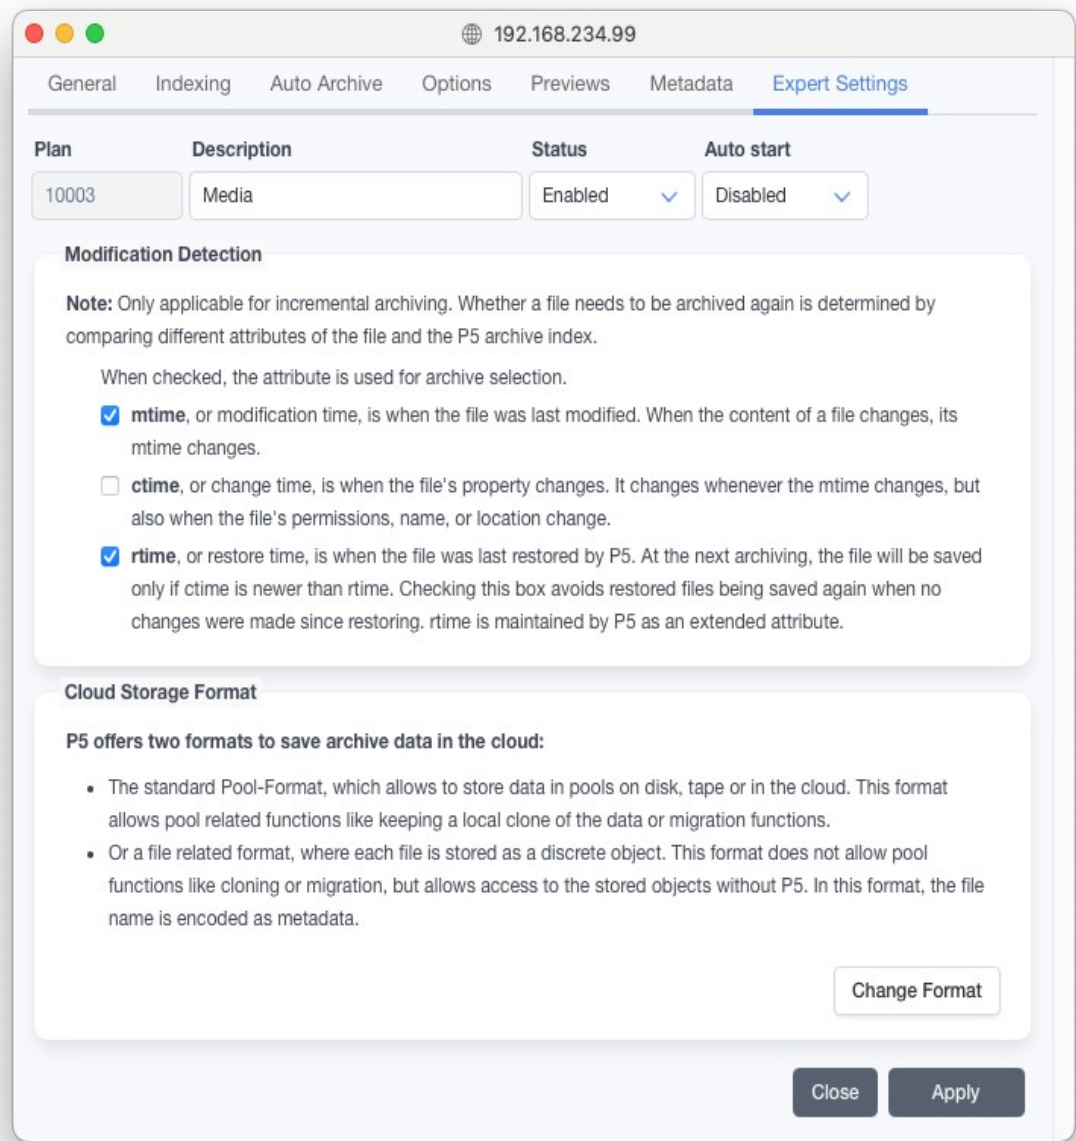 192.168.234.99
General Indexing Auto Archive Options Previews Metadata Expert Settings
Plan Description Status Auto start
10003 Media Enabled Disabled
Modification Detection
Note: Only applicable for incremental archiving. Whether a file needs to be archived again is determined by
comparing different attributes of the file and the P5 archive index.
When checked, the attribute is used for archive selection.
mtime, or modification time, is when the file was last modified. When the content of a file changes, its
mtime changes.
ctime, or change time, is when the file's property changes. It changes whenever the mtime changes, but
also when the file's permissions, name, or location change.
rtime, or restore time, is when the file was last restored by P5. At the next archiving, the file will be saved
only if ctime is newer than rtime. Checking this box avoids restored files being saved again when no
changes were made since restoring. rtime is maintained by P5 as an extended attribute.
Cloud Storage Format
P5 offers two formats to save archive data in the cloud:
• The standard Pool-Format, which allows to store data in pools on disk, tape or in the cloud. This format
allows pool related functions like keeping a local clone of the data or migration functions.
• Or a file related format, where each file is stored as a discrete object. This format does not allow pool
functions like cloning or migration, but allows access to the stored objects without P5. In this format, the file
name is encoded as metadata.
Change Format
Close Apply